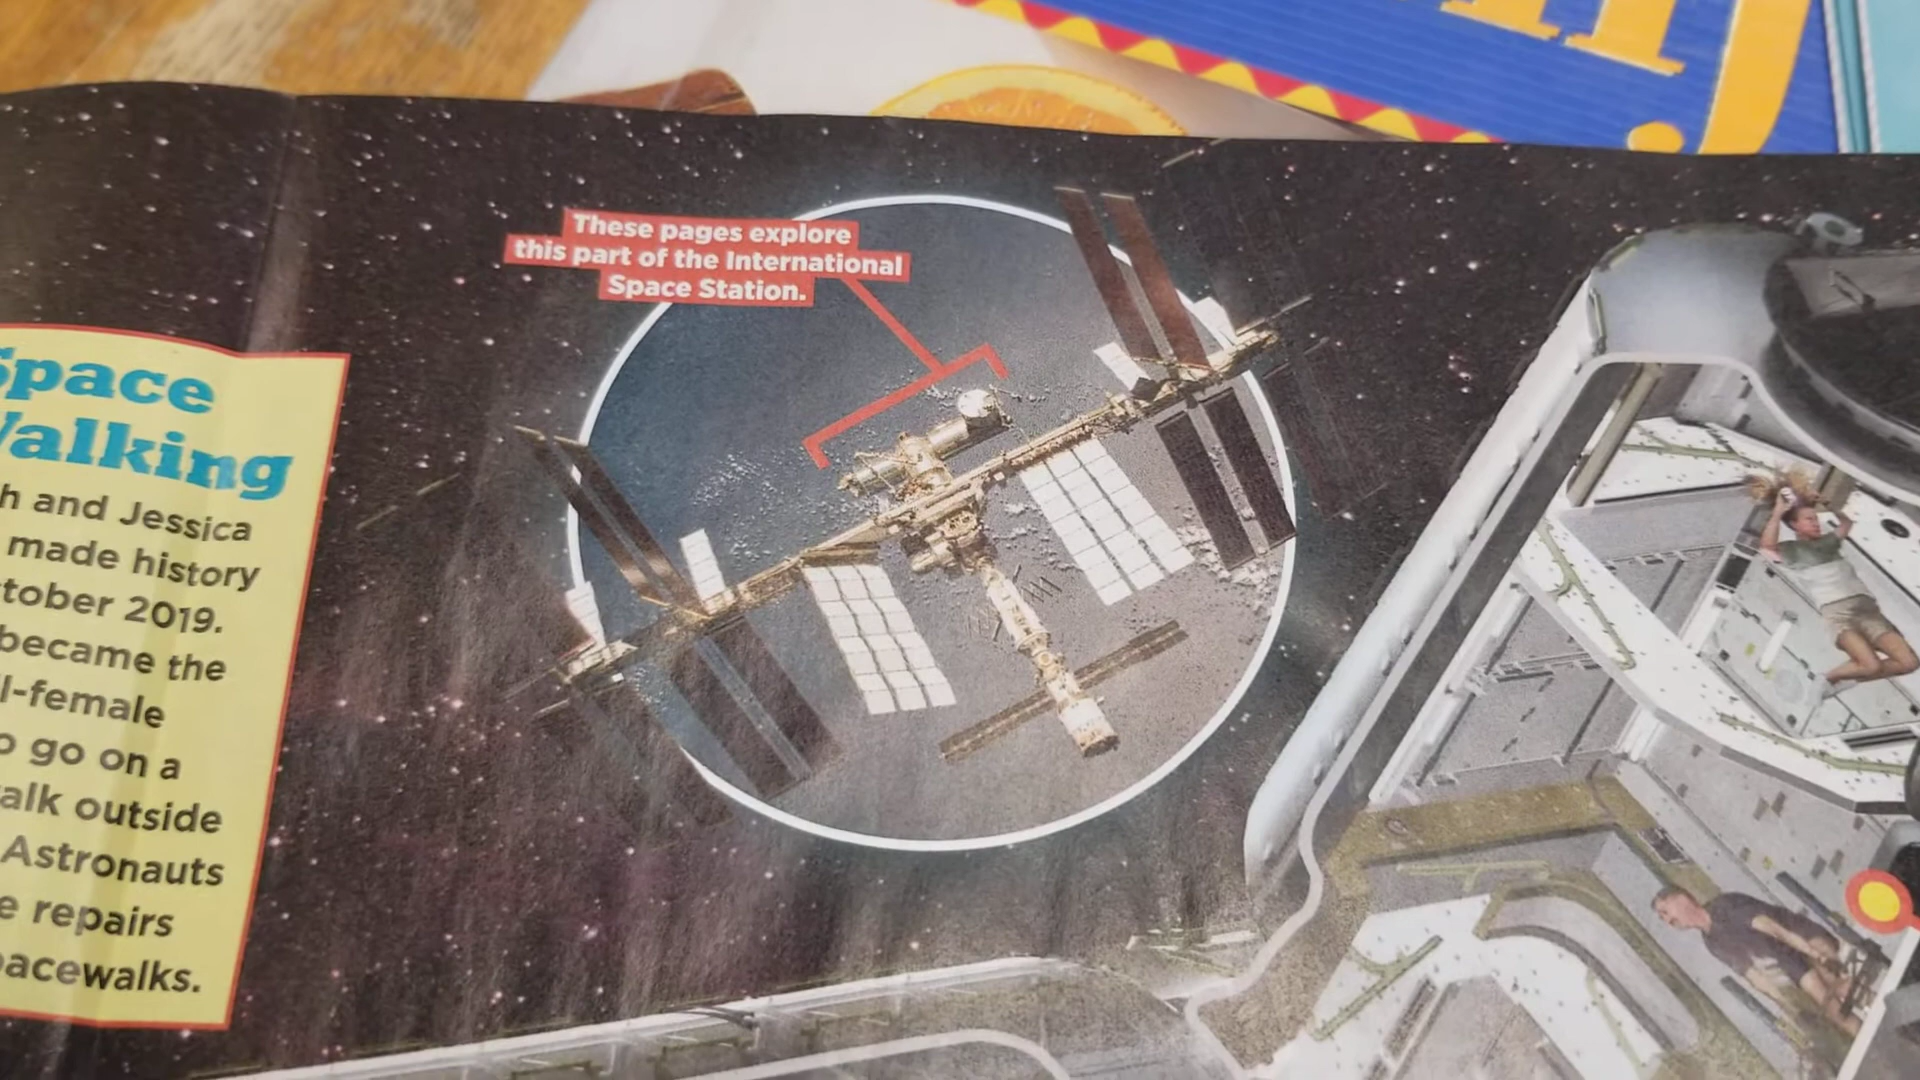 These pages explore
this part of the International
Space Station.
Space
Walking
h and Jessica
made history
tober 2019.
became the
l-female
o go on a
alk outside
Astronauts
e repairs
pacewalks.